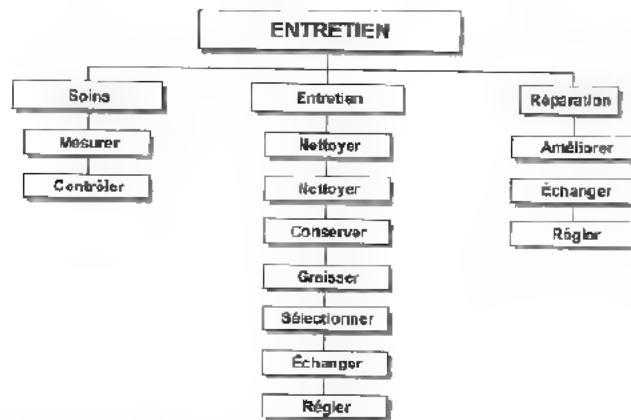 ENTRETIEN
Soins
Entretien
Réparation
Mesurer
Nettoyer
Améliorer
Contrôler
Nettoyer
Échanger
Conserver
Régler
Graisser
Sélectionner
Échanger
Régler